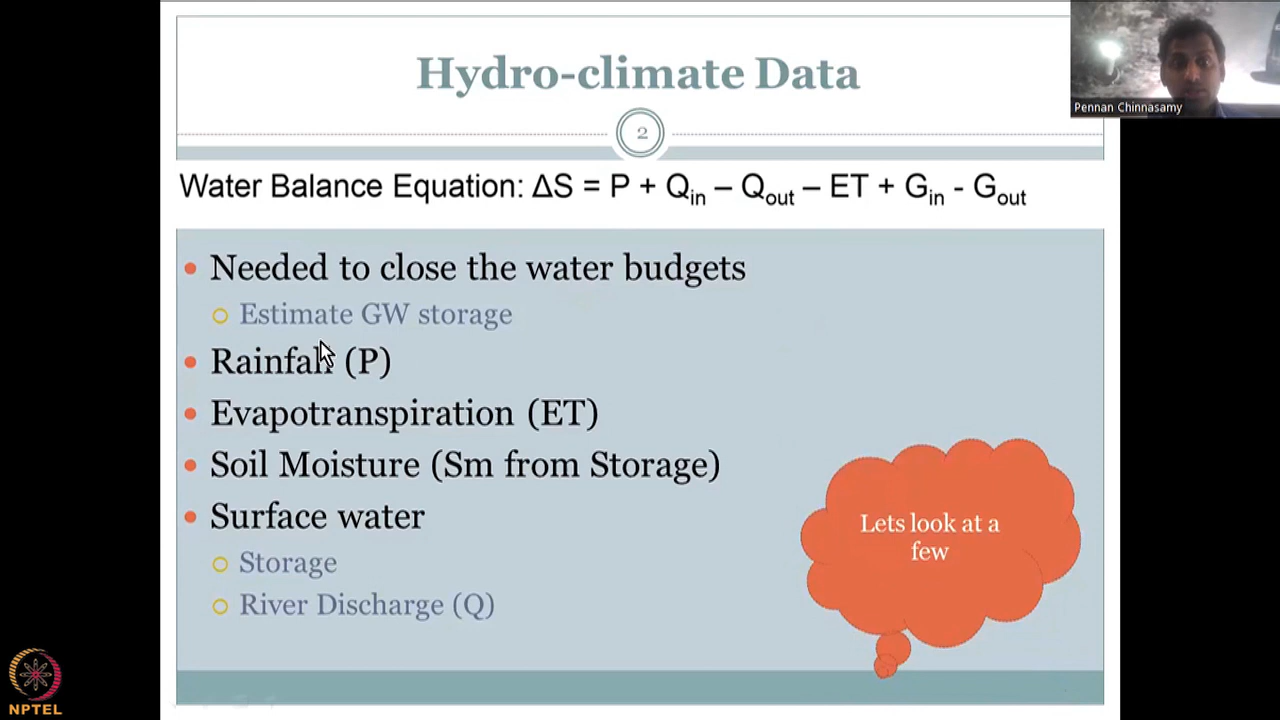 Hydro-climate Data
Pennan Chinnasamy
2
Water Balance Equation: ΔS = P + Qin – Qout – ET + Gin - Gout
• Needed to close the water budgets
Estimate GW storage
• Rainfall (P)
• Evapotranspiration (ET)
• Soil Moisture (Sm from Storage)
• Surface water
Storage
River Discharge (Q)
Lets look at a
few
NPTEL